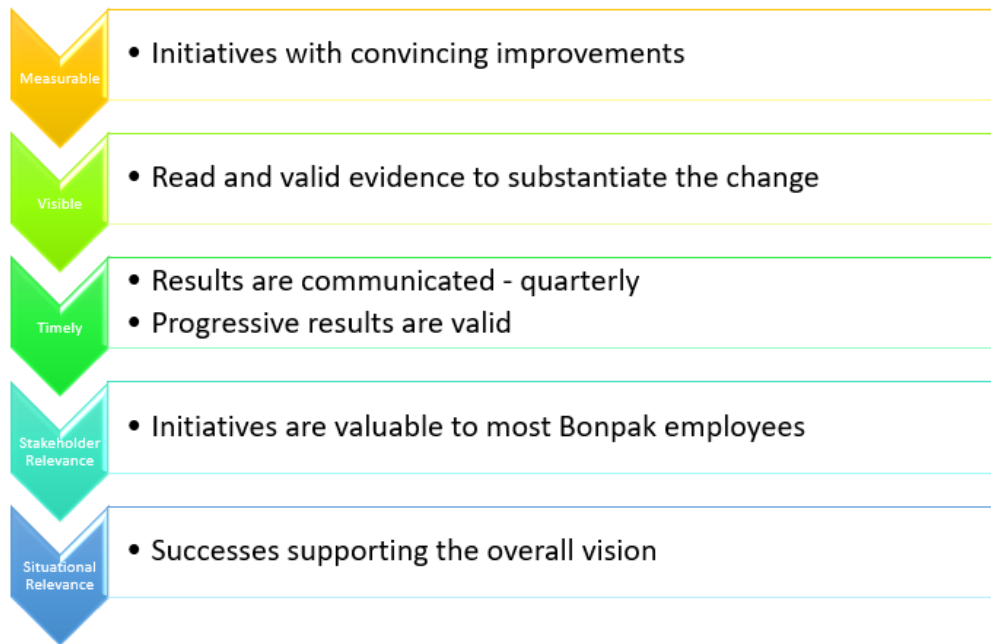 Measurable
• Initiatives with convincing improvements
Visible
• Read and valid evidence to substantiate the change
Timely
• Results are communicated - quarterly
• Progressive results are valid
Stakeholder
Relevance
• Initiatives are valuable to most Bonpak employees
Situational
Relevance
• Successes supporting the overall vision